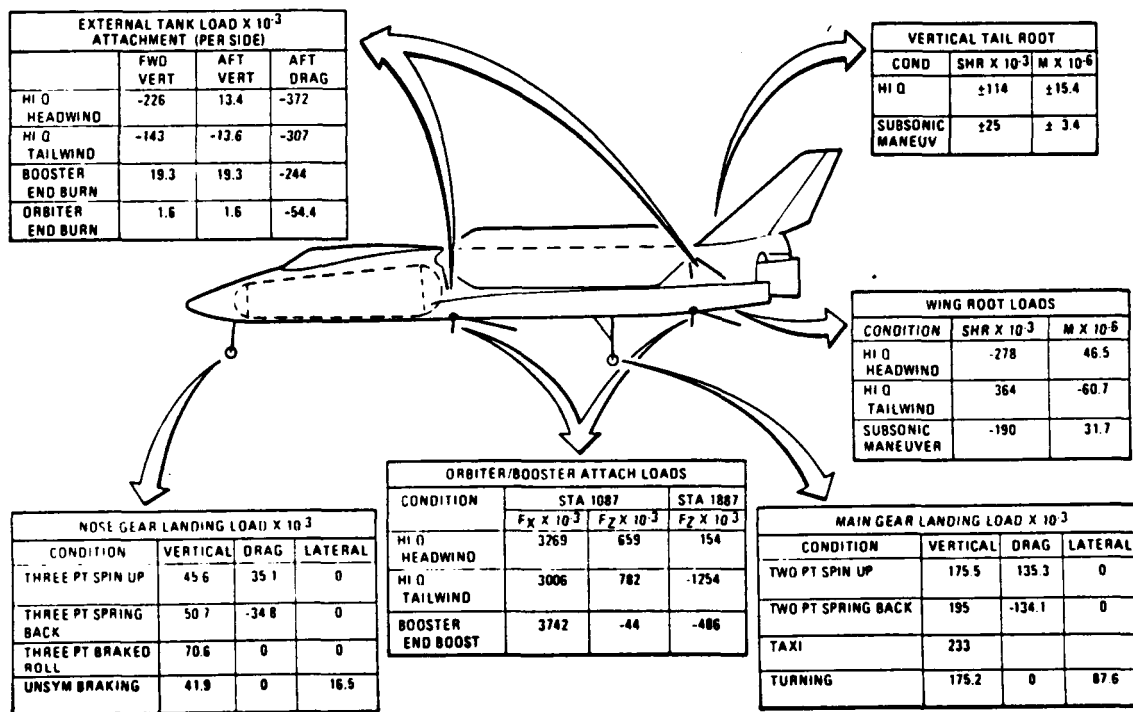 EXTERNAL TANK LOAD X 10-3
ATTACHMENT (PER SIDE)
FWD VERT AFT VERT AFT DRAG
HI Q HEADWIND -226 13.4 -372
HI Q TAILWIND -143 -13.6 -307
BOOSTER END BURN 19.3 19.3 -244
ORBITER END BURN 1.6 1.6 -54.4
VERTICAL TAIL ROOT
COND SHR X 10-3 M X 10-6
HI Q ±114 ±15.4
SUBSONIC MANEUV ±25 ± 3.4
WING ROOT LOADS
CONDITION SHR X 10-3 M X 10-6
HI Q HEADWIND -278 46.5
HI Q TAILWIND 364 -60.7
SUBSONIC MANEUVER -190 31.7
ORBITER/BOOSTER ATTACH LOADS
CONDITION STA 1087 STA 1887
FX X 10-3 FZ X 10-3 FZ X 10-3
HI Q HEADWIND 3269 659 154
HI Q TAILWIND 3006 782 -1254
BOOSTER END BOOST 3742 -44 -486
NOSE GEAR LANDING LOAD X 10-3
CONDITION VERTICAL DRAG LATERAL
THREE PT SPIN UP 45.6 35.1 0
THREE PT SPRING BACK 50.7 -34.8 0
THREE PT BRAKED ROLL 70.6 0 0
UNSYM BRAKING 41.9 0 16.5
MAIN GEAR LANDING LOAD X 10-3
CONDITION VERTICAL DRAG LATERAL
TWO PT SPIN UP 175.5 135.3 0
TWO PT SPRING BACK 195 -134.1 0
TAXI 233
TURNING 175.2 0 87.6